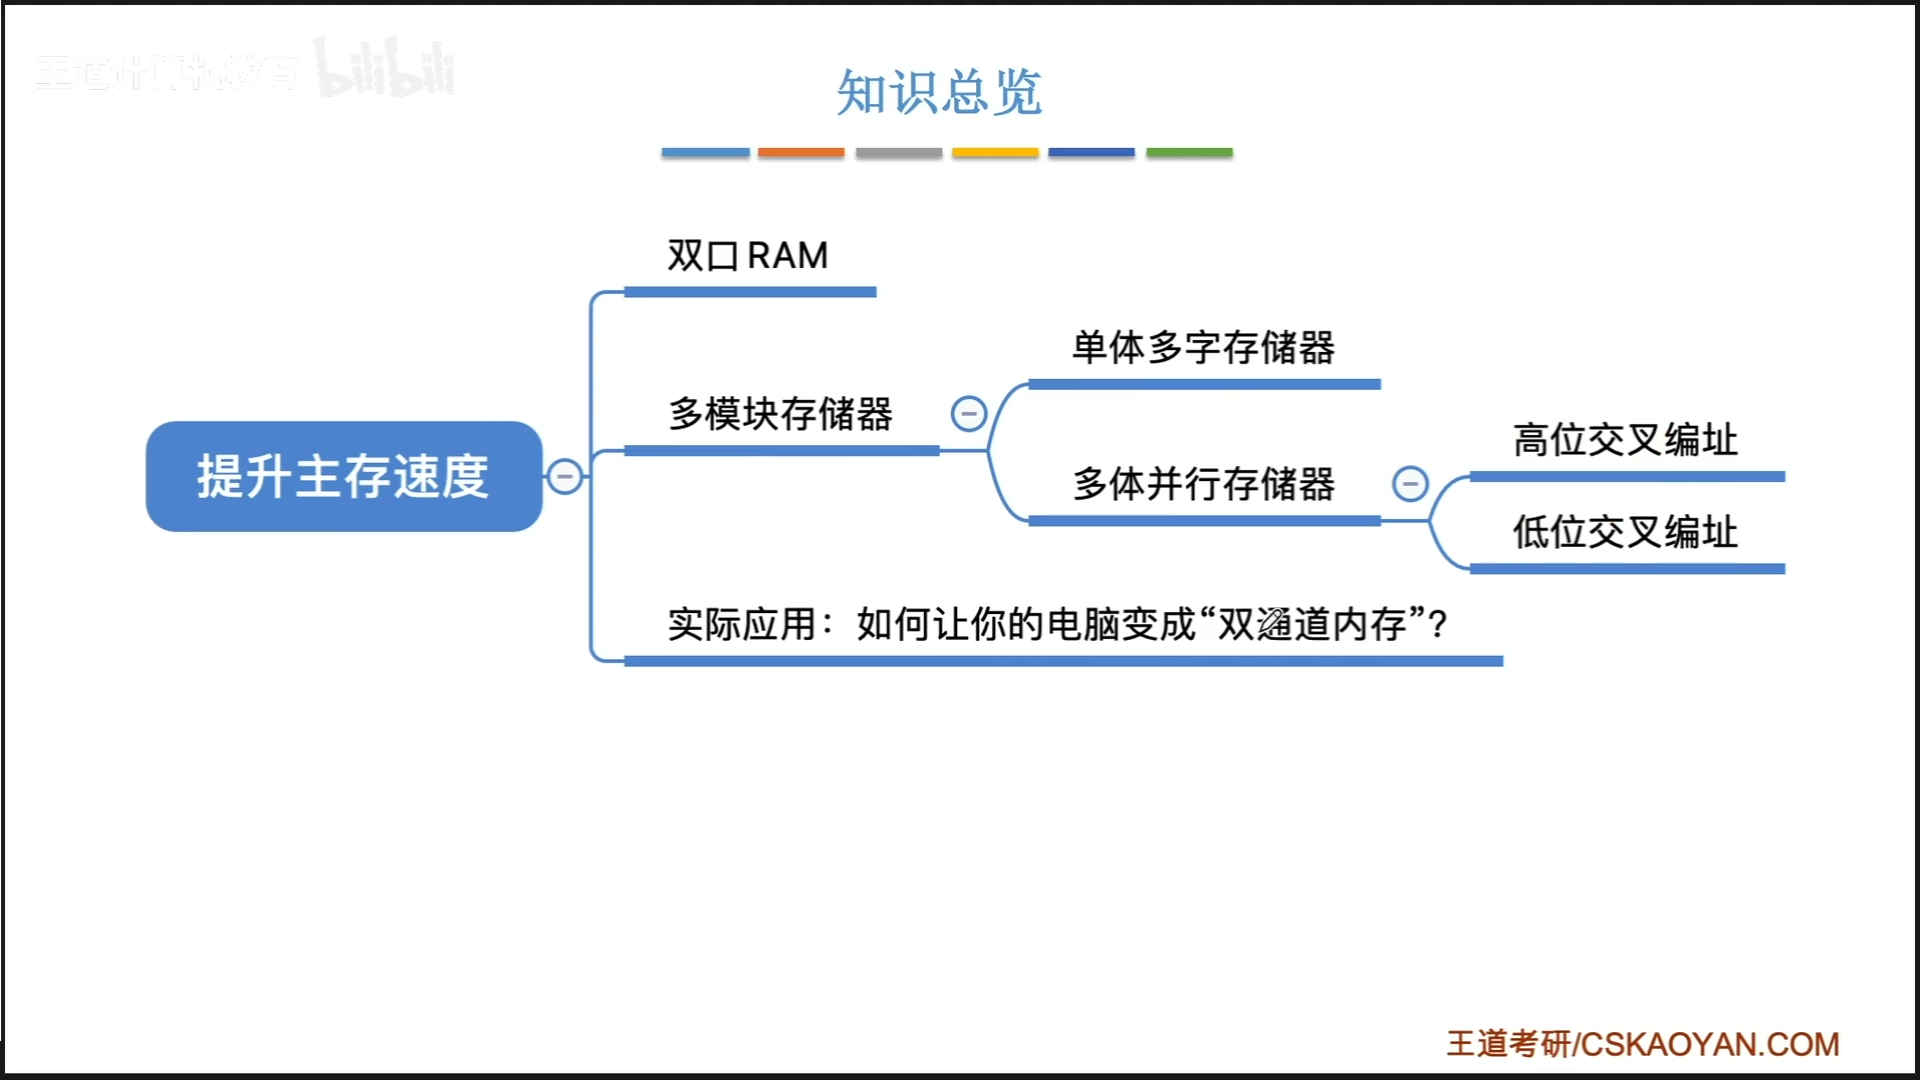 王道计算机教育 bilibili
知识总览
双口RAM
单体多字存储器
多模块存储器
高位交叉编址
提升主存速度
多体并行存储器
低位交叉编址
实际应用：如何让你的电脑变成“双通道内存”？
王道考研/CSKAOYAN.COM